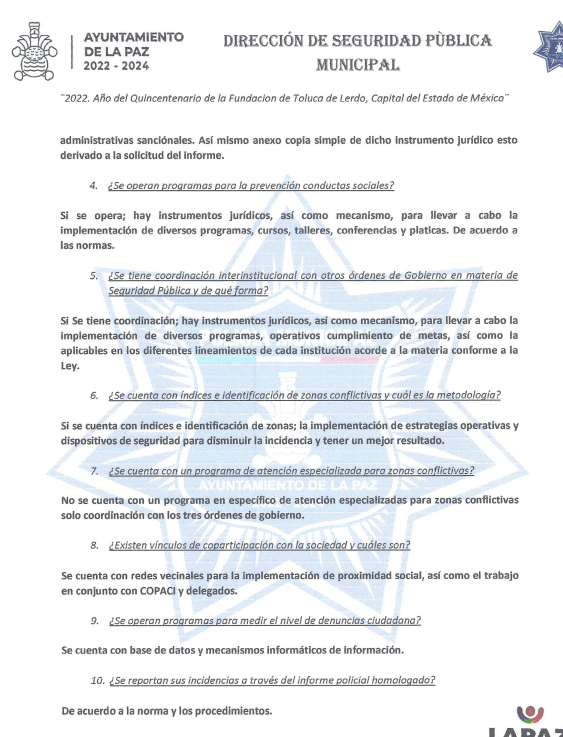 AYUNTAMIENTO
DE LA PAZ
2022 - 2024
DIRECCIÓN DE SEGURIDAD PÙBLICA
MUNICIPAL
¨2022. Año del Quincentenario de la Fundacion de Toluca de Lerdo, Capital del Estado de México¨
administrativas sanciónales. Así mismo anexo copia simple de dicho instrumento jurídico esto
derivado a la solicitud del informe.
4. ¿Se operan programas para la prevención conductas sociales?
Si se opera; hay instrumentos jurídicos, así como mecanismo, para llevar a cabo la
implementación de diversos programas, cursos, talleres, conferencias y platicas. De acuerdo a
las normas.
5. ¿Se tiene coordinación interinstitucional con otros órdenes de Gobierno en materia de
Seguridad Pública y de qué forma?
Si Se tiene coordinación; hay instrumentos jurídicos, así como mecanismo, para llevar a cabo la
implementación de diversos programas, operativos cumplimiento de metas, así como la
aplicables en los diferentes lineamientos de cada institución acorde a la materia conforme a la
Ley.
6. ¿Se cuenta con índices e identificación de zonas conflictivas y cuál es la metodología?
Si se cuenta con índices e identificación de zonas; la implementación de estrategias operativas y
dispositivos de seguridad para disminuir la incidencia y tener un mejor resultado.
7. ¿Se cuenta con un programa de atención especializada para zonas conflictivas?
AYUNTAMIENTO DE LA PAZ
No se cuenta con un programa en específico de atención especializadas para zonas conflictivas
solo coordinación con los tres órdenes de gobierno.
8. ¿Existen vínculos de coparticipación con la sociedad y cuáles son?
Se cuenta con redes vecinales para la implementación de proximidad social, así como el trabajo
en conjunto con COPACI y delegados.
9. ¿Se operan programas para medir el nivel de denuncias ciudadana?
Se cuenta con base de datos y mecanismos informáticos de información.
10. ¿Se reportan sus incidencias a través del informe policial homologado?
De acuerdo a la norma y los procedimientos.
LAPAZ